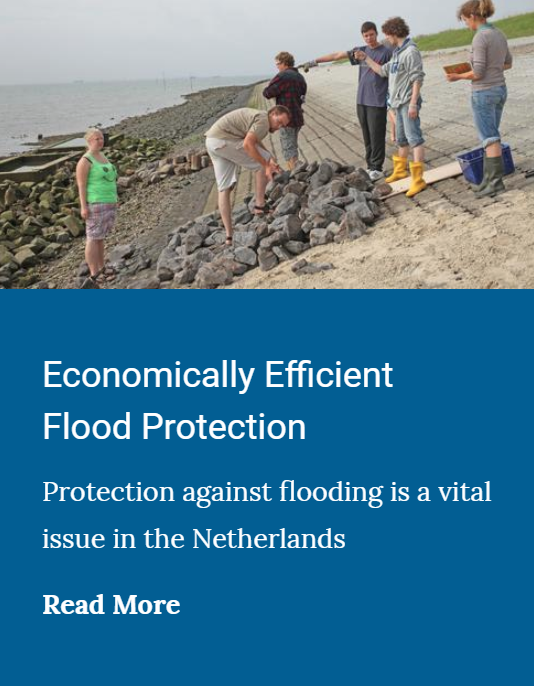 Economically Efficient
Flood Protection
Protection against flooding is a vital
issue in the Netherlands
Read More